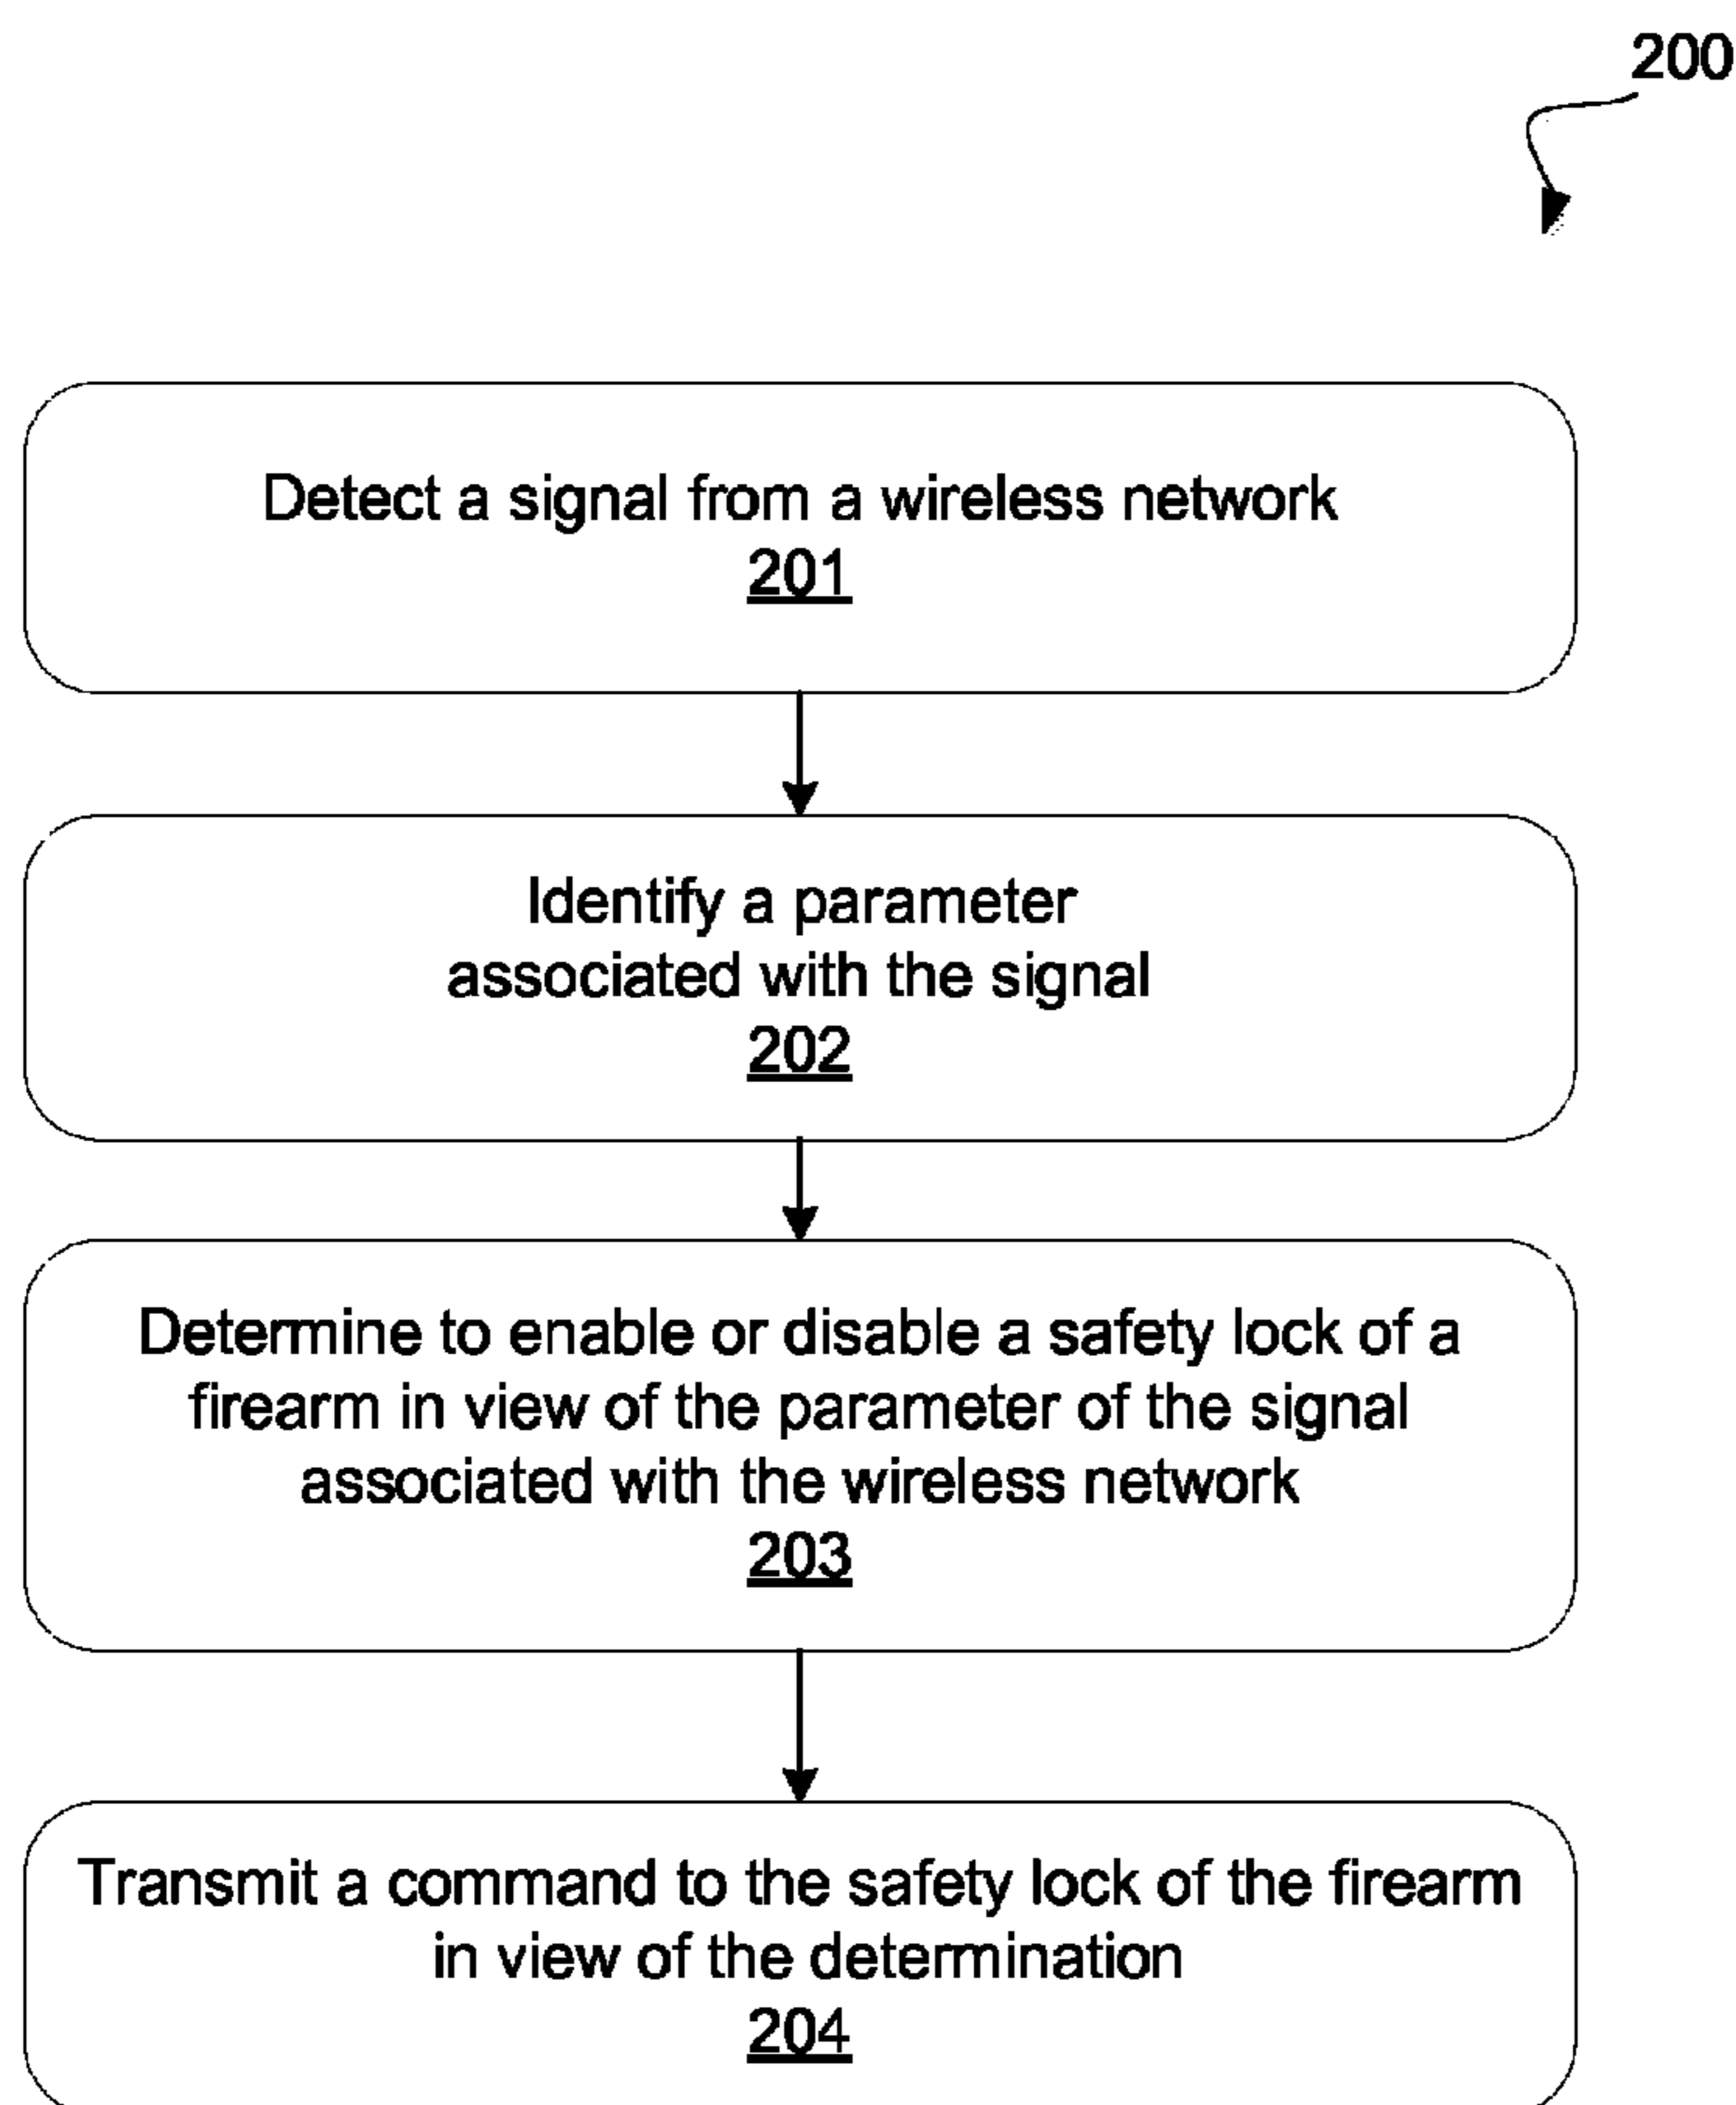 200
Detect a signal from a wireless network
201
Identify a parameter
associated with the signal
202
Determine to enable or disable a safety lock of a
firearm in view of the parameter of the signal
associated with the wireless network
203
Transmit a command to the safety lock of the firearm
in view of the determination
204